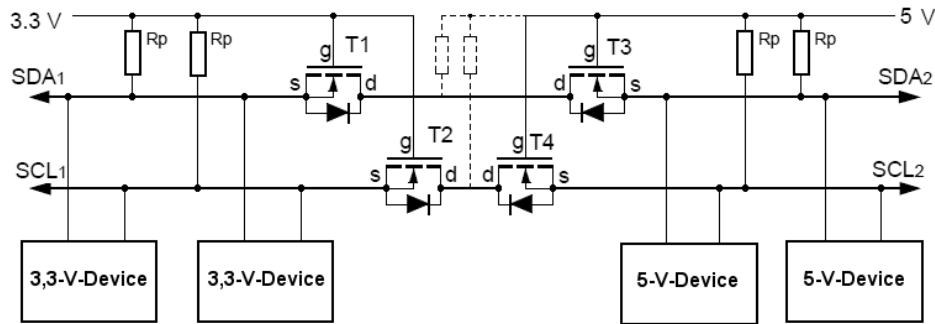 3.3 V
5 V
Rp
Rp
T1
T3
Rp
Rp
g
g
SDA1
s
d
d
s
SDA2
g
T2
g
T4
SCL1
s
d
d
s
SCL2
3,3-V-Device
3,3-V-Device
5-V-Device
5-V-Device